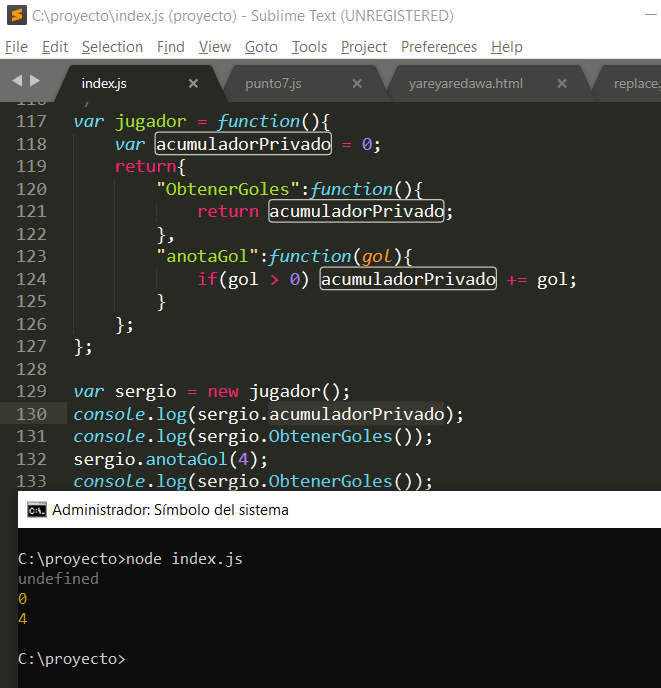 C:\proyecto\index.js (proyecto) - Sublime Text (UNREGISTERED)
File Edit Selection Find View Goto Tools Project Preferences Help
index.js × punto7.js × yareyaredawa.html × replace.
116 */
117 var jugador = function(){
118     var acumuladorPrivado = 0;
119     return{
120         "ObtenerGoles":function(){
121             return acumuladorPrivado;
122         },
123         "anotaGol":function(gol){
124             if(gol > 0) acumuladorPrivado += gol;
125         }
126     };
127 };
128
129 var sergio = new jugador();
130 console.log(sergio.acumuladorPrivado);
131 console.log(sergio.ObtenerGoles());
132 sergio.anotaGol(4);
133 console.log(sergio.ObtenerGoles());
Administrador: Símbolo del sistema
C:\proyecto>node index.js
undefined
0
4
C:\proyecto>